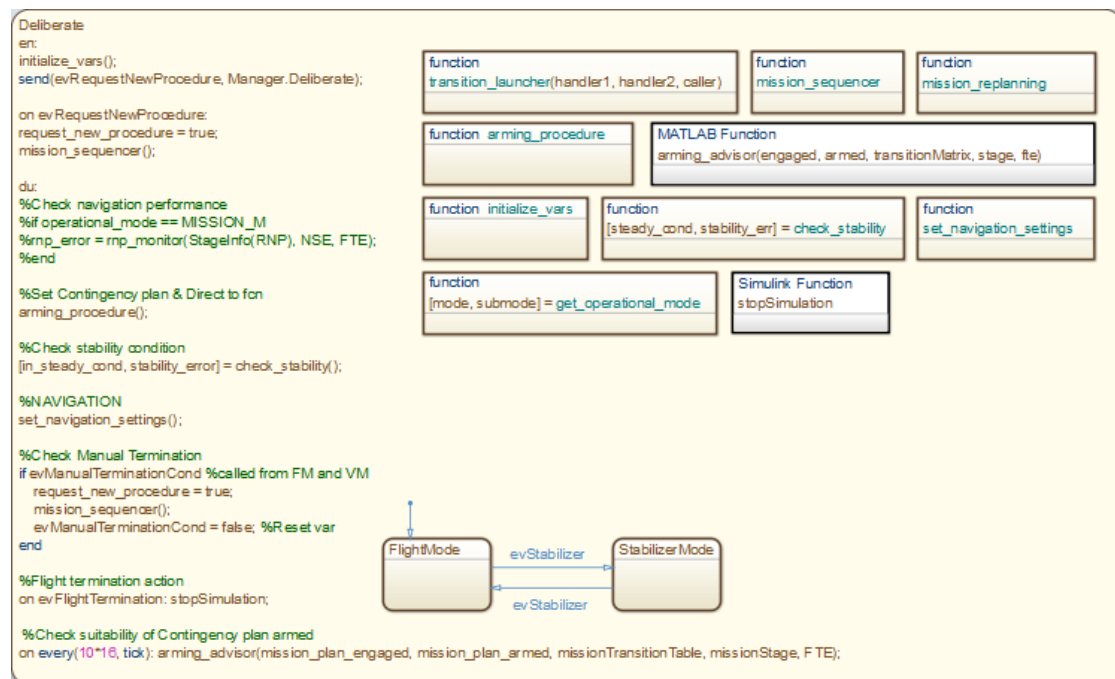 Deliberate
en:
initialize_vars();
send(evRequestNewProcedure, Manager.Deliberate);
on evRequestNewProcedure:
request_new_procedure = true;
mission_sequencer();
du:
%Check navigation performance
%if operational_mode == MISSION_M
%rnp_error = rnp_monitor(StageInfo(RNP), NSE, FTE);
%end
%Set Contingency plan & Direct to fcn
arming_procedure();
%Check stability condition
[in_steady_cond, stability_error] = check_stability();
%NAVIGATION
set_navigation_settings();
%Check Manual Termination
if evManualTerminationCond %called from FM and VM
request_new_procedure = true;
mission_sequencer();
evManualTerminationCond = false; %Reset var
end
%Flight termination action
on evFlightTermination: stopSimulation;
%Check suitability of Contingency plan armed
on every(10*16, tick): arming_advisor(mission_plan_engaged, mission_plan_armed, missionTransitionTable, missionStage, FTE);
function
transition_launcher(handler1, handler2, caller)
function
mission_sequencer
function
mission_replanning
function arming_procedure
MATLAB Function
arming_advisor(engaged, armed, transitionMatrix, stage, fte)
function initialize_vars
function
[steady_cond, stability_err] = check_stability
function
set_navigation_settings
function
[mode, submode] = get_operational_mode
Simulink Function
stopSimulation
FlightMode
evStabilizer
StabilizerMode
evStabilizer